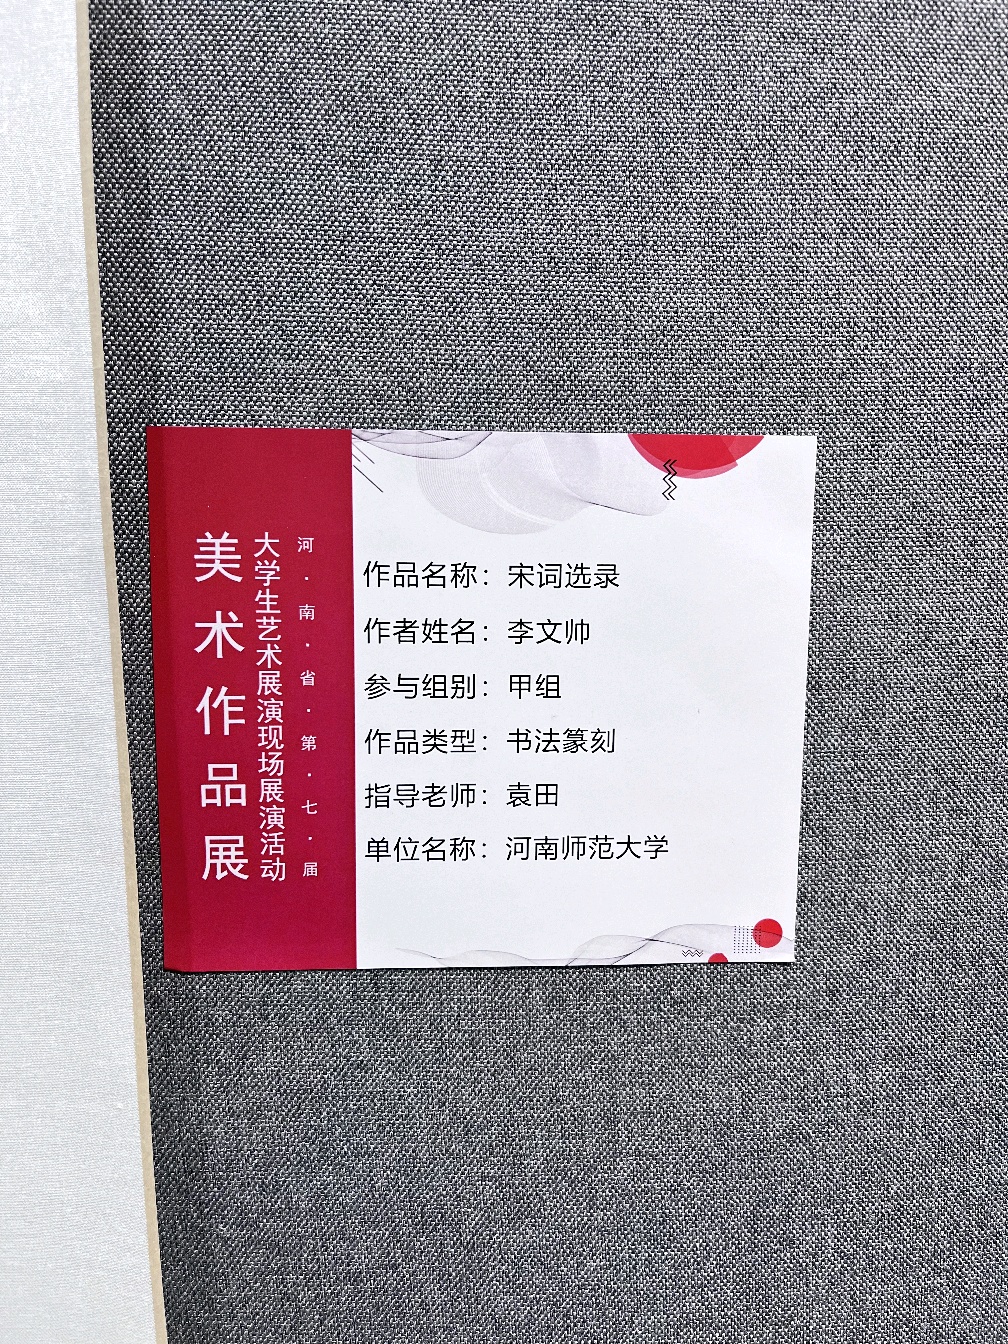 河·南·省·第·七·届
大学生艺术展演现场展演活动
美术作品展
作品名称：宋词选录
作者姓名：李文帅
参与组别：甲组
作品类型：书法篆刻
指导老师：袁田
单位名称：河南师范大学